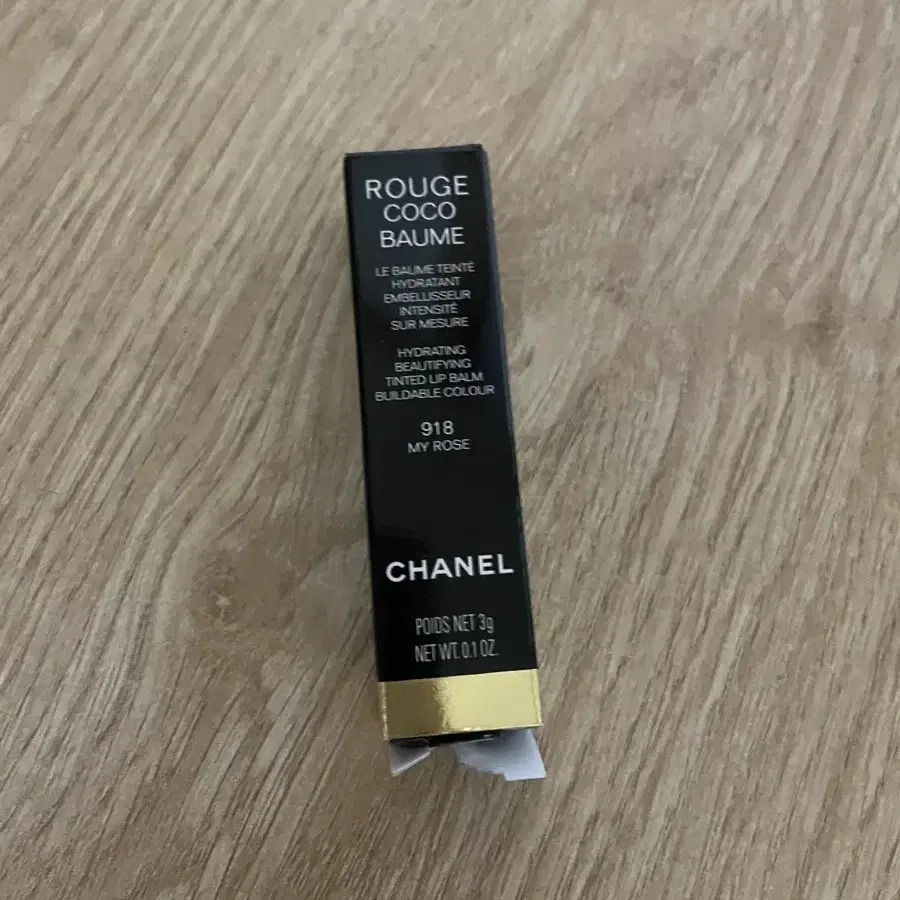 ROUGE
COCO
BAUME
LE BAUME TEINTÉ
HYDRATANT
EMBELLISSEUR
INTENSITÉ
SUR MESURE
HYDRATING
BEAUTIFYING
TINTED LIP BALM
BUILDABLE COLOUR
918
MY ROSE
CHANEL
POIDS NET 3g
NET WT. 0.1 OZ.